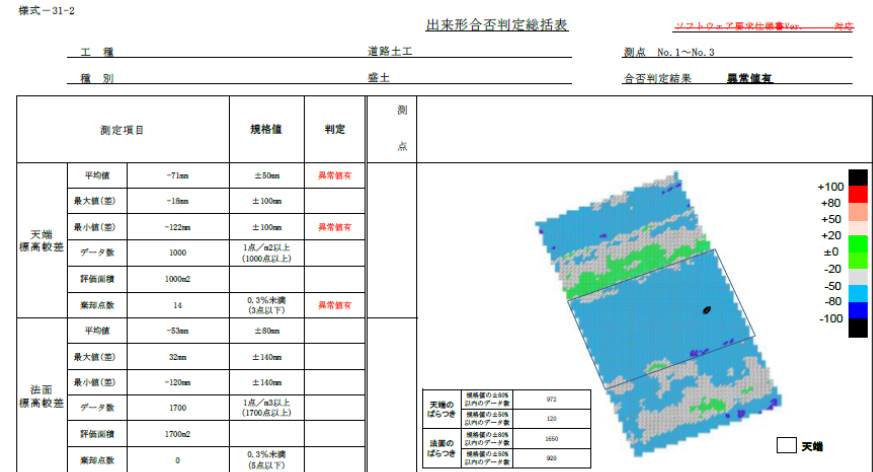 様式－31-2
出来形合否判定総括表
ソフトウェア要求仕様書Ver. 対応
工 種 道路土工 測点 No.1～No.3
種 別 盛土 合否判定結果 異常値有
測定項目 規格値 判定 測点
天端標高較差
平均値 -71mm ±50mm 異常値有
最大値(差) -18mm ±100mm
最小値(差) -122mm ±100mm 異常値有
データ数 1000 1点／m2以上 (1000点以上)
評価面積 1000m2
棄却点数 14 0.3%未満 (3点以下) 異常値有
法面標高較差
平均値 -53mm ±80mm
最大値(差) 32mm ±140mm
最小値(差) -120mm ±140mm
データ数 1700 1点／m3以上 (1700点以上)
評価面積 1700m2
棄却点数 0 0.3%未満 (5点以下)
+100
+80
+50
+20
±0
-20
-50
-80
-100
天端のばらつき
規格値の±80%以内のデータ数 972
規格値の±50%以内のデータ数 120
法面のばらつき
規格値の±80%以内のデータ数 1650
規格値の±50%以内のデータ数 920
天端